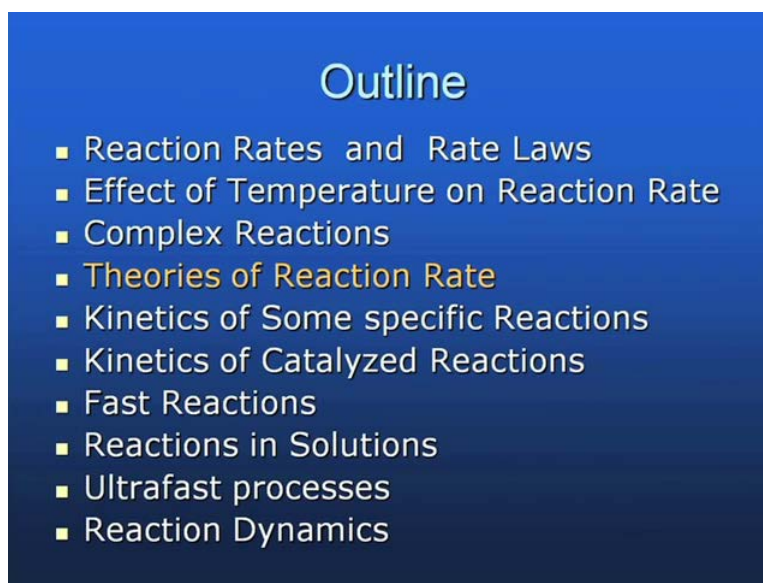 Outline
Reaction Rates and Rate Laws
Effect of Temperature on Reaction Rate
Complex Reactions
Theories of Reaction Rate
Kinetics of Some specific Reactions
Kinetics of Catalyzed Reactions
Fast Reactions
Reactions in Solutions
Ultrafast processes
Reaction Dynamics